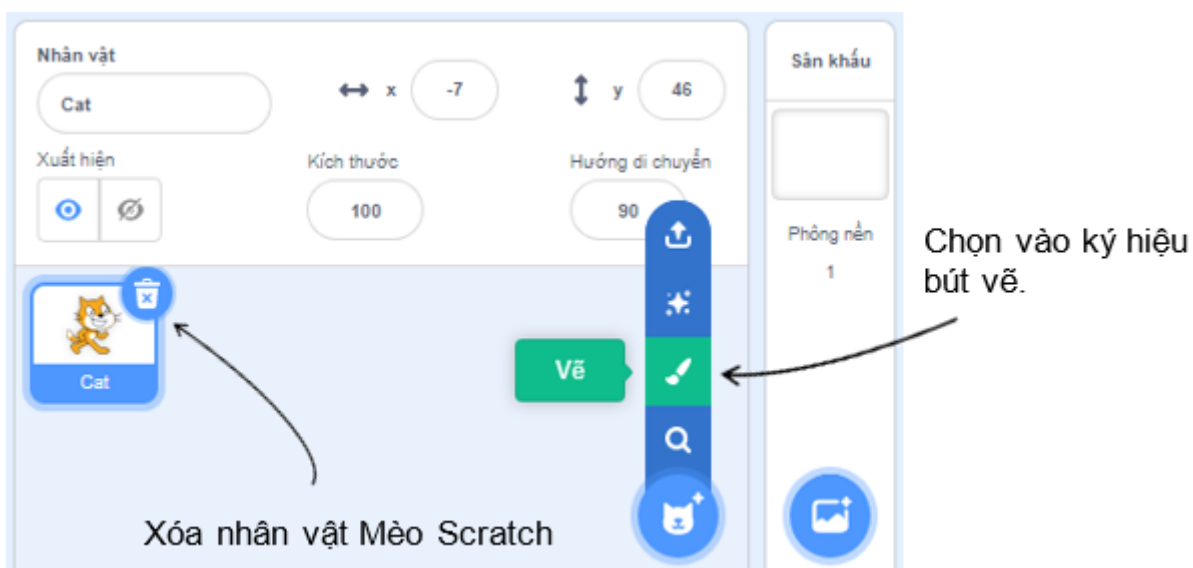 Nhân vật
Cat
x
-7
y
46
Xuất hiện
Kích thước
100
Hướng di chuyển
90
Cat
Vẽ
Xóa nhân vật Mèo Scratch
Sân khấu
Phông nền
1
Chọn vào ký hiệu
bút vẽ.